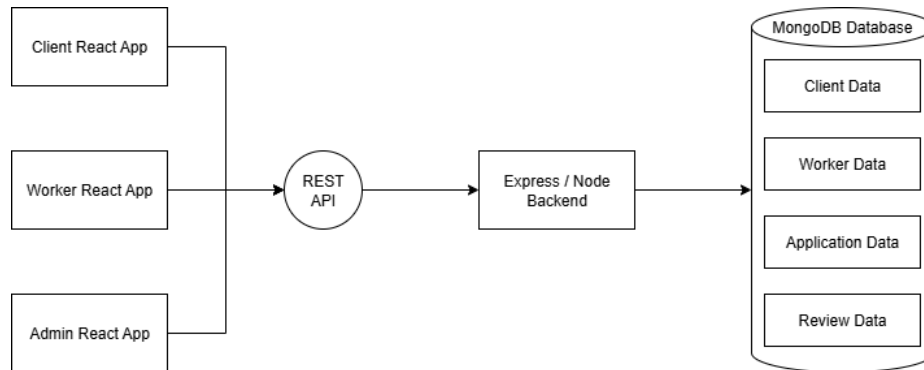 Client React App
Worker React App
Admin React App
REST
API
Express / Node
Backend
MongoDB Database
Client Data
Worker Data
Application Data
Review Data